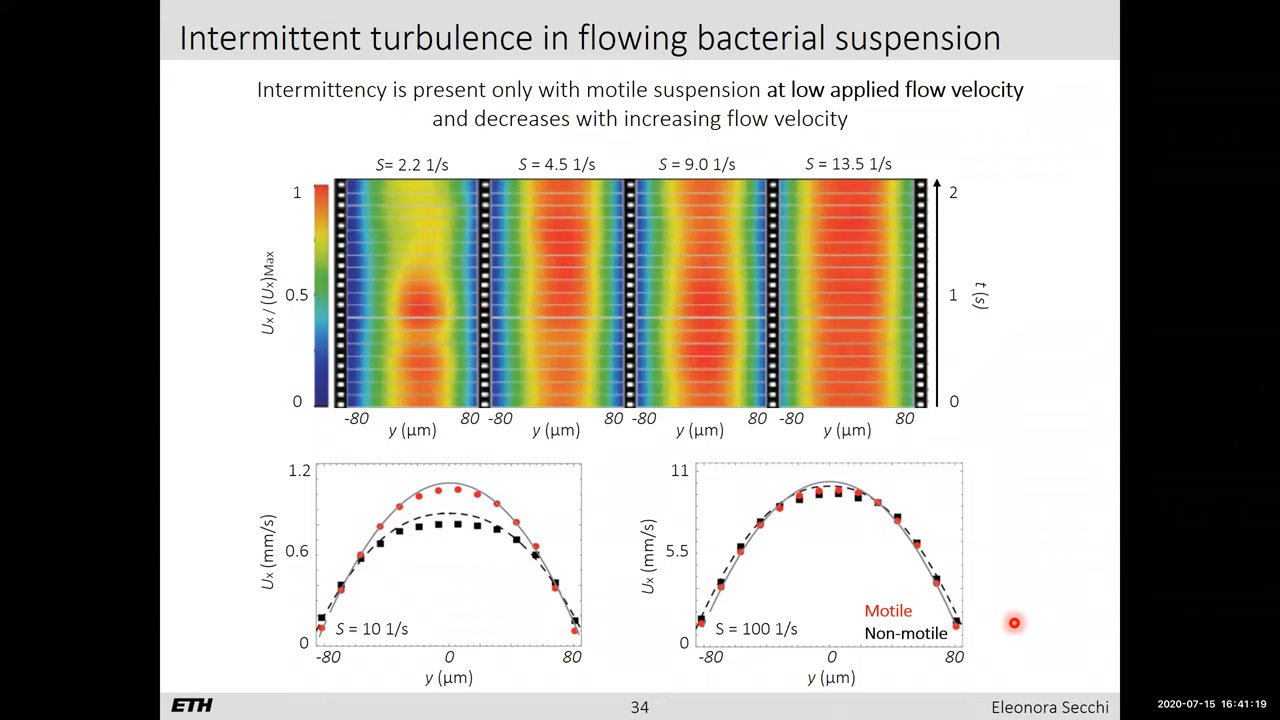 Intermittent turbulence in flowing bacterial suspension
Intermittency is present only with motile suspension at low applied flow velocity
and decreases with increasing flow velocity
S= 2.2 1/s
S = 4.5 1/s
S = 9.0 1/s
S = 13.5 1/s
1
0.5
0
Ux / (Ux)Max
2
1
0
t (s)
-80
80
-80
80
-80
80
-80
80
y (μm)
y (μm)
y (μm)
y (μm)
1.2
0.6
0
Ux (mm/s)
S = 10 1/s
-80
0
80
y (μm)
11
5.5
0
Ux (mm/s)
S = 100 1/s
Motile
Non-motile
-80
0
80
y (μm)
ETH
34
Eleonora Secchi
2020-07-15 16:41:19